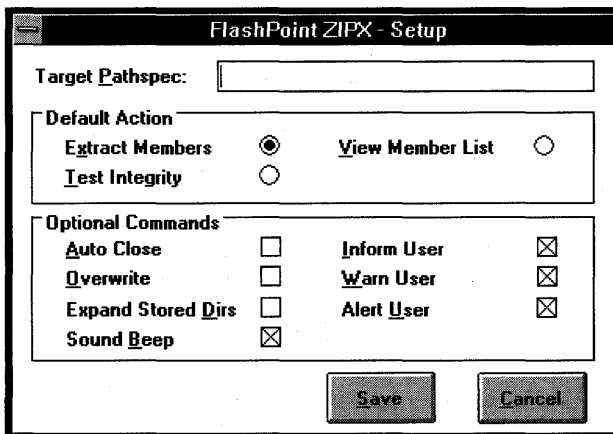 FlashPoint ZIPX - Setup
Target Pathspec:
Default Action
Extract Members View Member List
Test Integrity
Optional Commands
Auto Close Inform User
Overwrite Warn User
Expand Stored Dirs Alert User
Sound Beep
Save Cancel